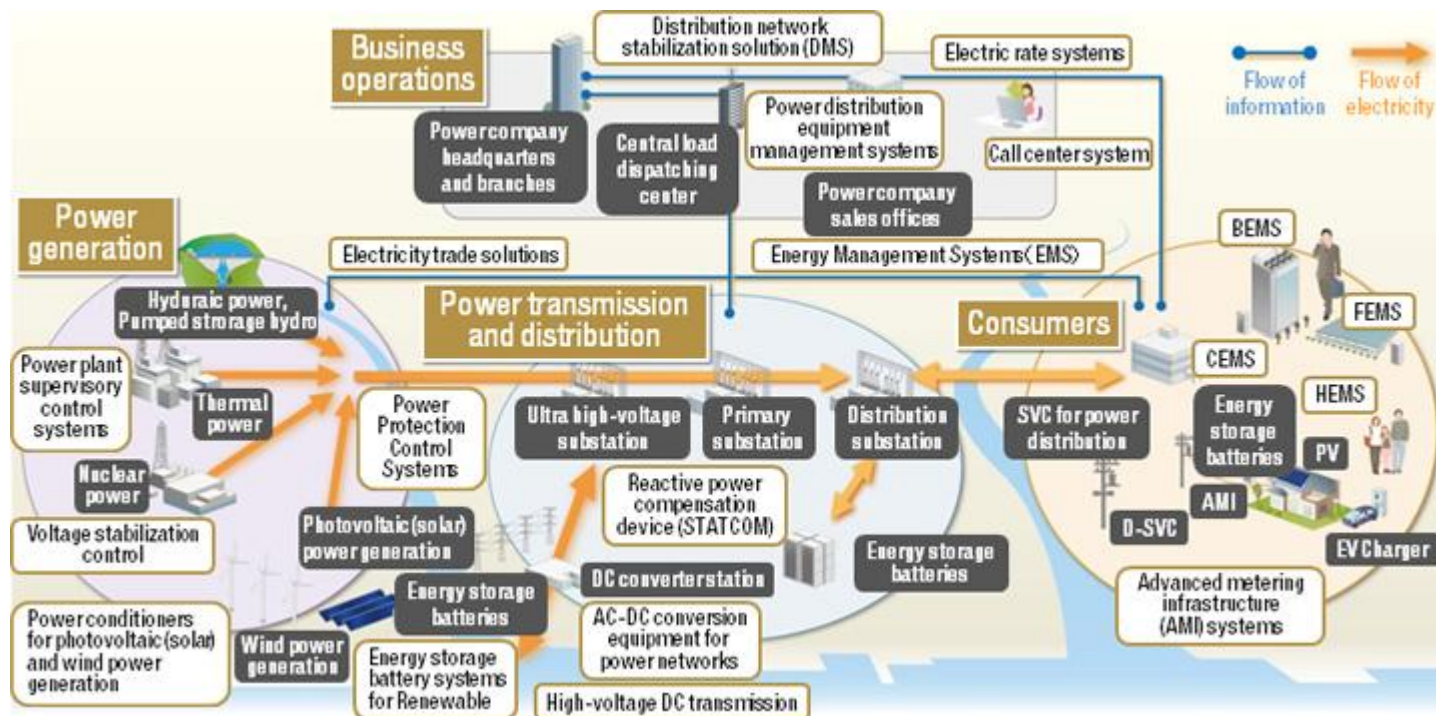 Business
operations
Distribution network
stabilization solution (DMS)
Electric rate systems
Flow of
information
Flow of
electricity
Power company
headquarters
and branches
Central load
dispatching
center
Power distribution
equipment
management systems
Call center system
Power company
sales offices
Power
generation
Electricity trade solutions
Energy Management Systems(EMS)
Hyduraic power,
Pumped strorage hydro
Power transmission
and distribution
Consumers
BEMS
FEMS
CEMS
HEMS
Power plant
supervisory
control
systems
Thermal
power
Power
Protection
Control
Systems
Ultra high-voltage
substation
Primary
substation
Distribution
substation
SVC for power
distribution
Energy
storage
batteries
PV
Nuclear
power
Voltage stabilization
control
Photovoltaic (solar)
power generation
Reactive power
compensation
device (STATCOM)
AMI
D-SVC
EV Charger
Energy storage
batteries
DC converter station
Energy storage
batteries
Advanced metering
infrastructure
(AMI) systems
Power conditioners
for photovoltaic (solar)
and wind power
generation
Wind power
generation
Energy storage
battery systems
for Renewable
AC-DC conversion
equipment for
power networks
High-voltage DC transmission